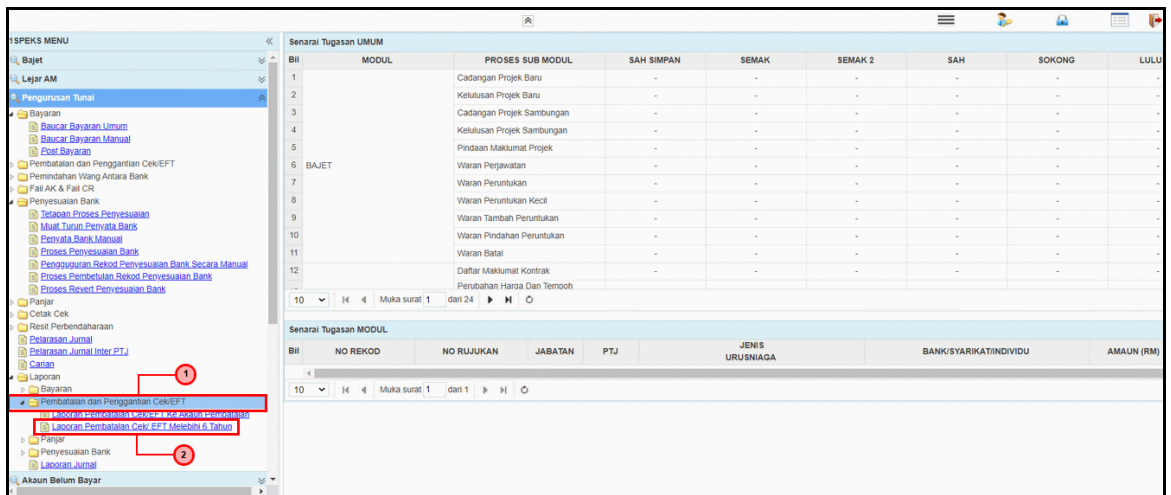 1SPEKS MENU
Bajet
Lejar AM
Pengurusan Tunai
Bayaran
Baucar Bayaran Umum
Baucar Bayaran Manual
Post Bayaran
Pembatalan dan Penggantian Cek/EFT
Pemindahan Wang Antara Bank
Fail AK & Fail CR
Penyesuaian Bank
Tetapan Proses Penyesuaian
Muat Turun Penyata Bank
Penyata Bank Manual
Proses Penyesuaian Bank
Pengguguran Rekod Penyesuaian Bank Secara Manual
Proses Pembetulan Rekod Penyesuaian Bank
Proses Revert Penyesuaian Bank
Panjar
Cetak Cek
Resit Perbendaharaan
Pelarasan Jurnal
Pelarasan Jurnal Inter PTJ
Carian
Laporan
Bayaran
1
Pembatalan dan Penggantian Cek/EFT
Laporan Pembatalan Cek/EFT Ke Akaun Pembatalan
Laporan Pembatalan Cek/ EFT Melebihi 6 Tahun
Panjar
2
Penyesuaian Bank
Laporan Jurnal
Akaun Belum Bayar
Senarai Tugasan UMUM
Bil MODUL PROSES SUB MODUL SAH SIMPAN SEMAK SEMAK 2 SAH SOKONG LULU
1 Cadangan Projek Baru - - - - -
2 Kelulusan Projek Baru - - - - -
3 Cadangan Projek Sambungan - - - - -
4 Kelulusan Projek Sambungan - - - - -
5 Pindaan Maklumat Projek - - - - -
6 BAJET Waran Perjawatan - - - - -
7 Waran Peruntukan - - - - -
8 Waran Peruntukan Kecil - - - - -
9 Waran Tambah Peruntukan - - - - -
10 Waran Pindahan Peruntukan - - - - -
11 Waran Batal - - - - -
12 Daftar Maklumat Kontrak - - - - -
Perubahan Harga Dan Tempoh
10 Muka surat 1 dari 24
Senarai Tugasan MODUL
Bil NO REKOD NO RUJUKAN JABATAN PTJ JENIS URUSNIAGA BANK/SYARIKAT/INDIVIDU AMAUN (RM)
10 Muka surat 1 dari 1